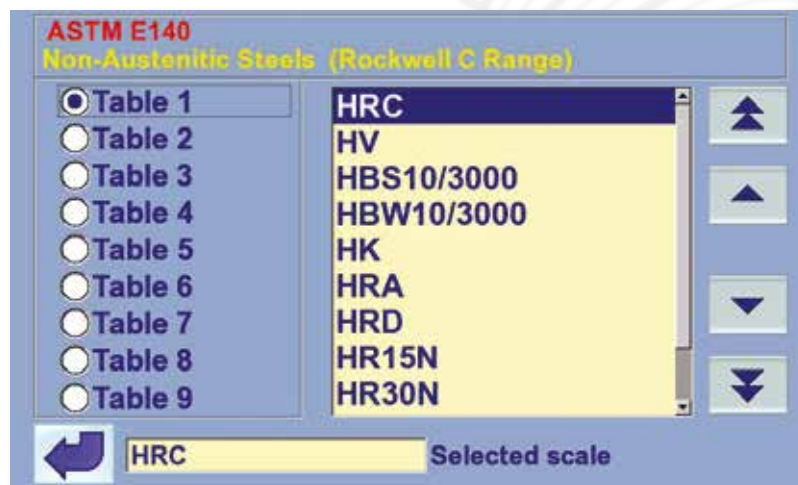 ASTM E140
Non-Austenitic Steels (Rockwell C Range)
Table 1
Table 2
Table 3
Table 4
Table 5
Table 6
Table 7
Table 8
Table 9
HRC
HV
HBS10/3000
HBW10/3000
HK
HRA
HRD
HR15N
HR30N
HRC
Selected scale